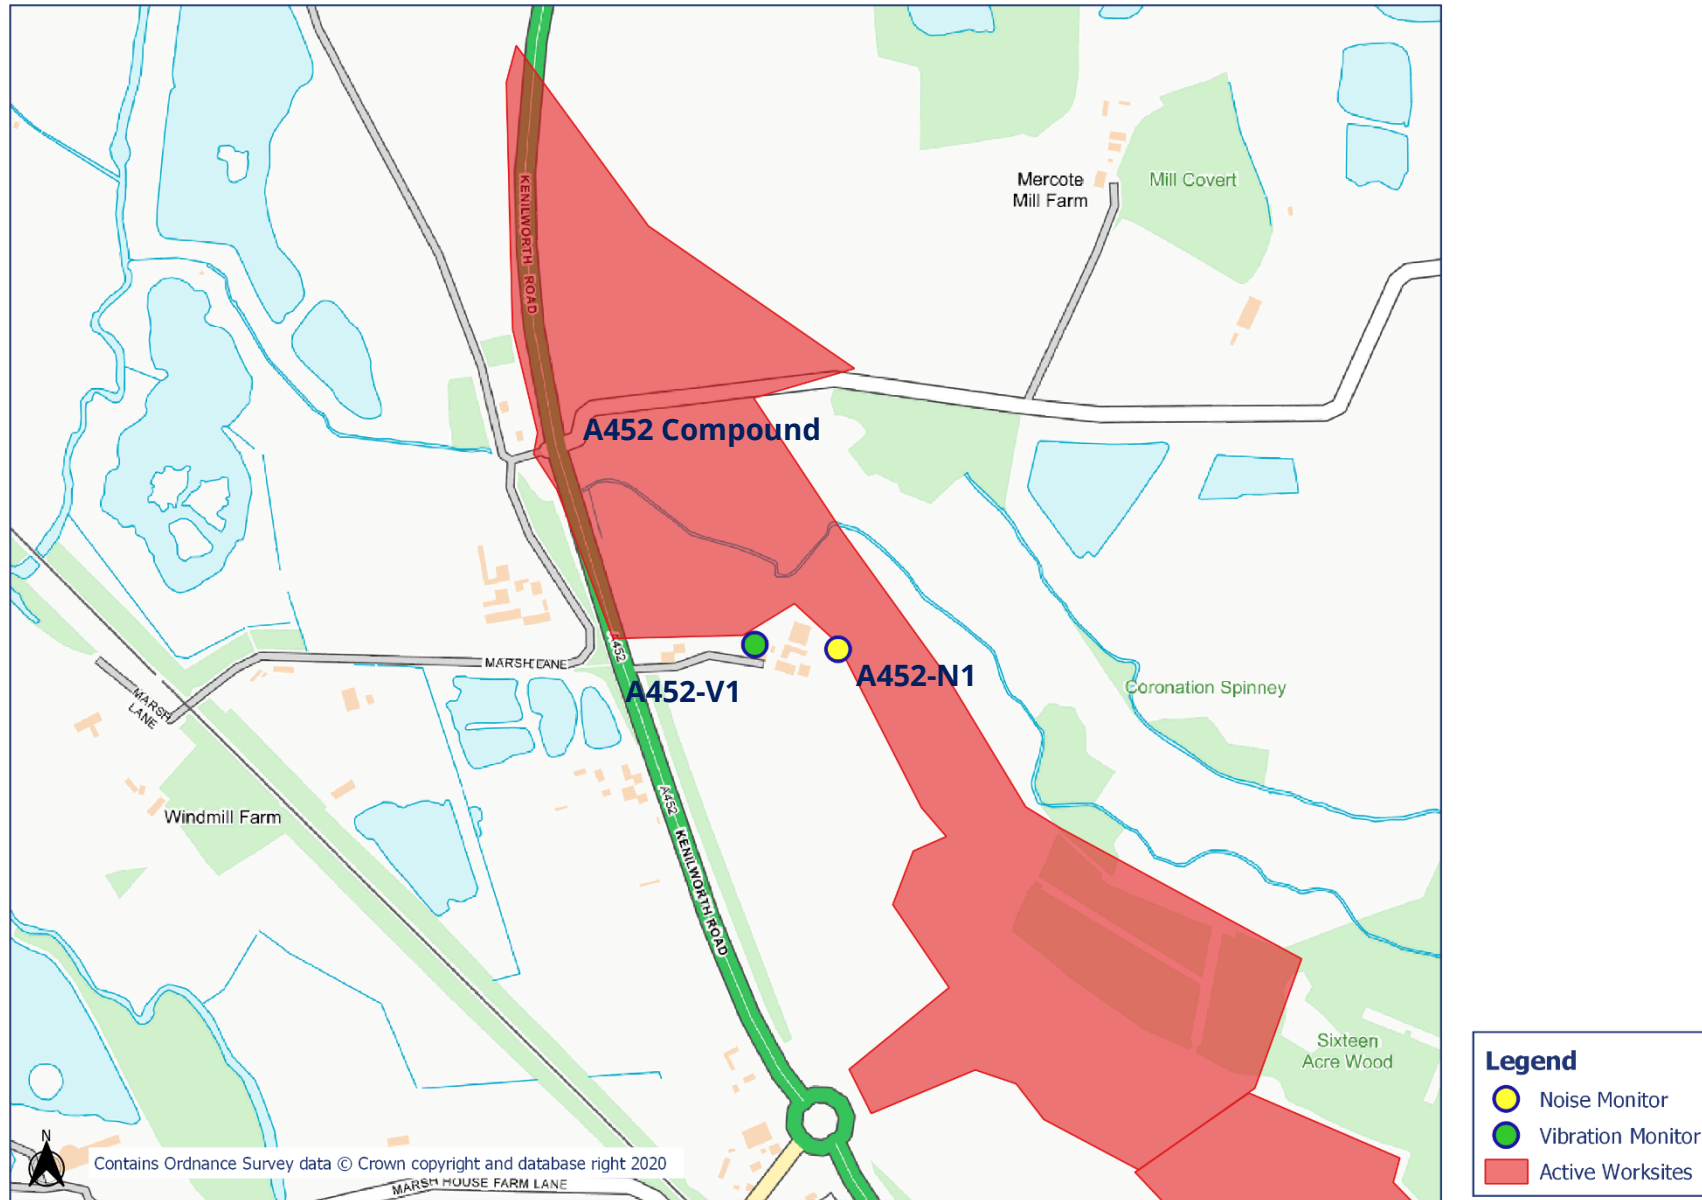 KENILWORTH ROAD
Mercote
Mill Farm
Mill Covert
A452 Compound
A452
MARSH LANE
A452-V1
A452-N1
Coronation Spinney
MARSH
LANE
Windmill Farm
A452
KENILWORTH ROAD
Sixteen
Acre Wood
N
Contains Ordnance Survey data © Crown copyright and database right 2020
MARSH HOUSE FARM LANE
Legend
Noise Monitor
Vibration Monitor
Active Worksites